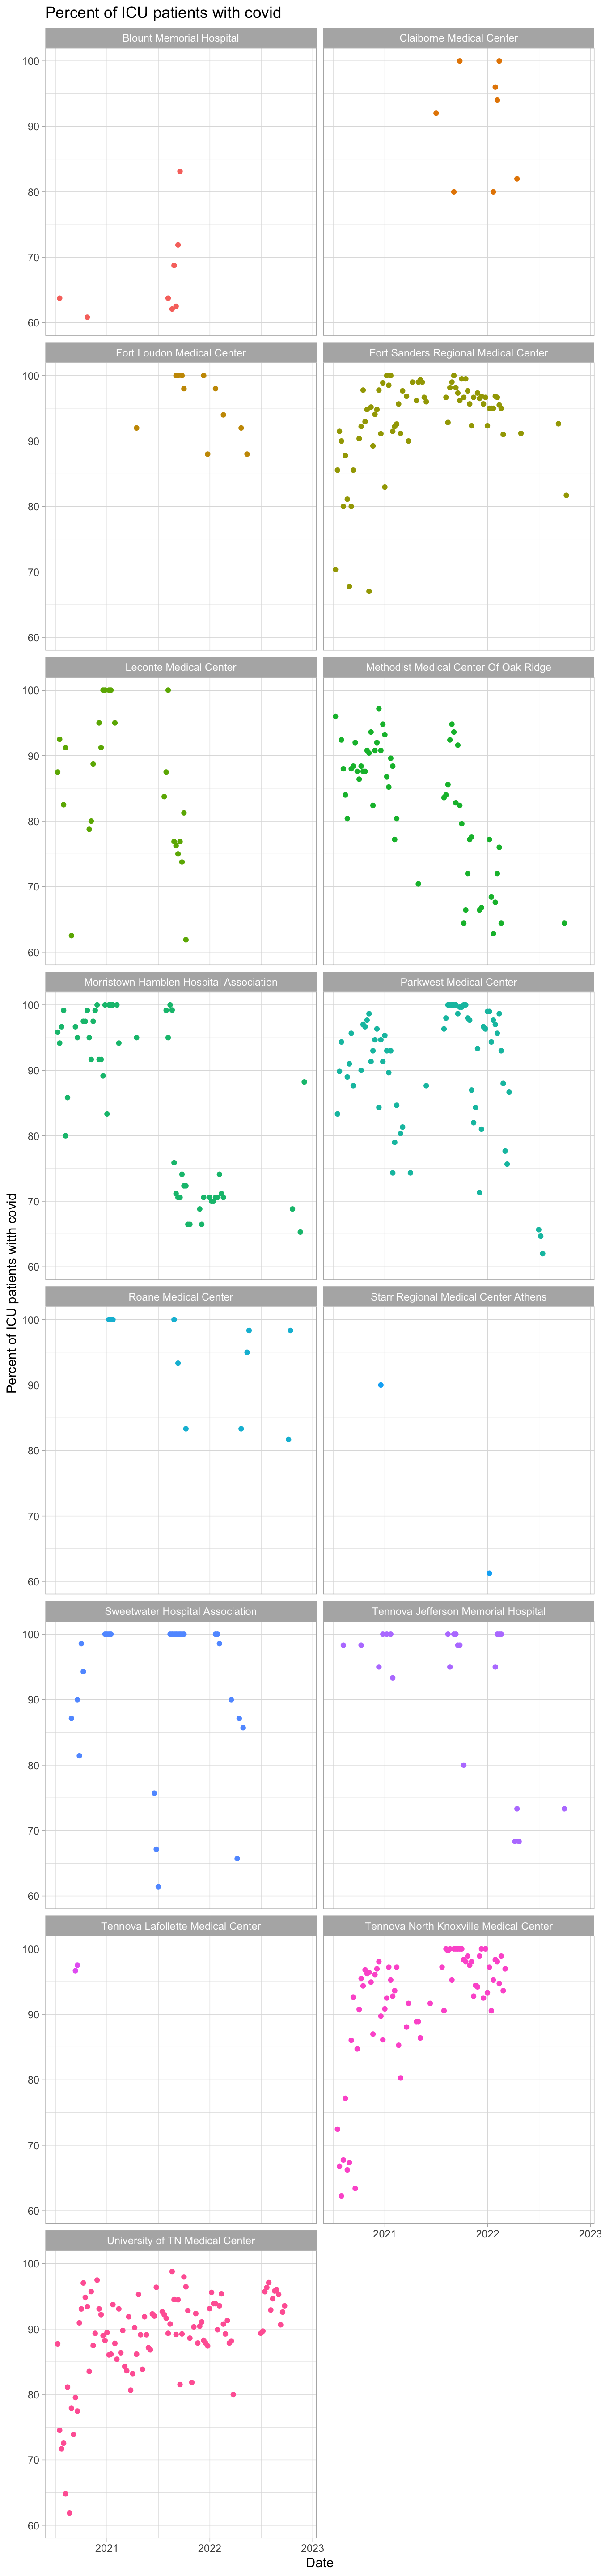 Percent of ICU patients with covid
Blount Memorial Hospital
Claiborne Medical Center
100
90
80
70
60
Fort Loudon Medical Center
Fort Sanders Regional Medical Center
100
90
80
70
60
Leconte Medical Center
Methodist Medical Center Of Oak Ridge
100
90
80
70
60
Morristown Hamblen Hospital Association
Parkwest Medical Center
100
90
80
70
60
Percent of ICU patients witth covid
Roane Medical Center
Starr Regional Medical Center Athens
100
90
80
70
60
Sweetwater Hospital Association
Tennova Jefferson Memorial Hospital
100
90
80
70
60
Tennova Lafollette Medical Center
Tennova North Knoxville Medical Center
100
90
80
70
60
2021
2022
2023
University of TN Medical Center
100
90
80
70
60
2021
2022
2023
Date